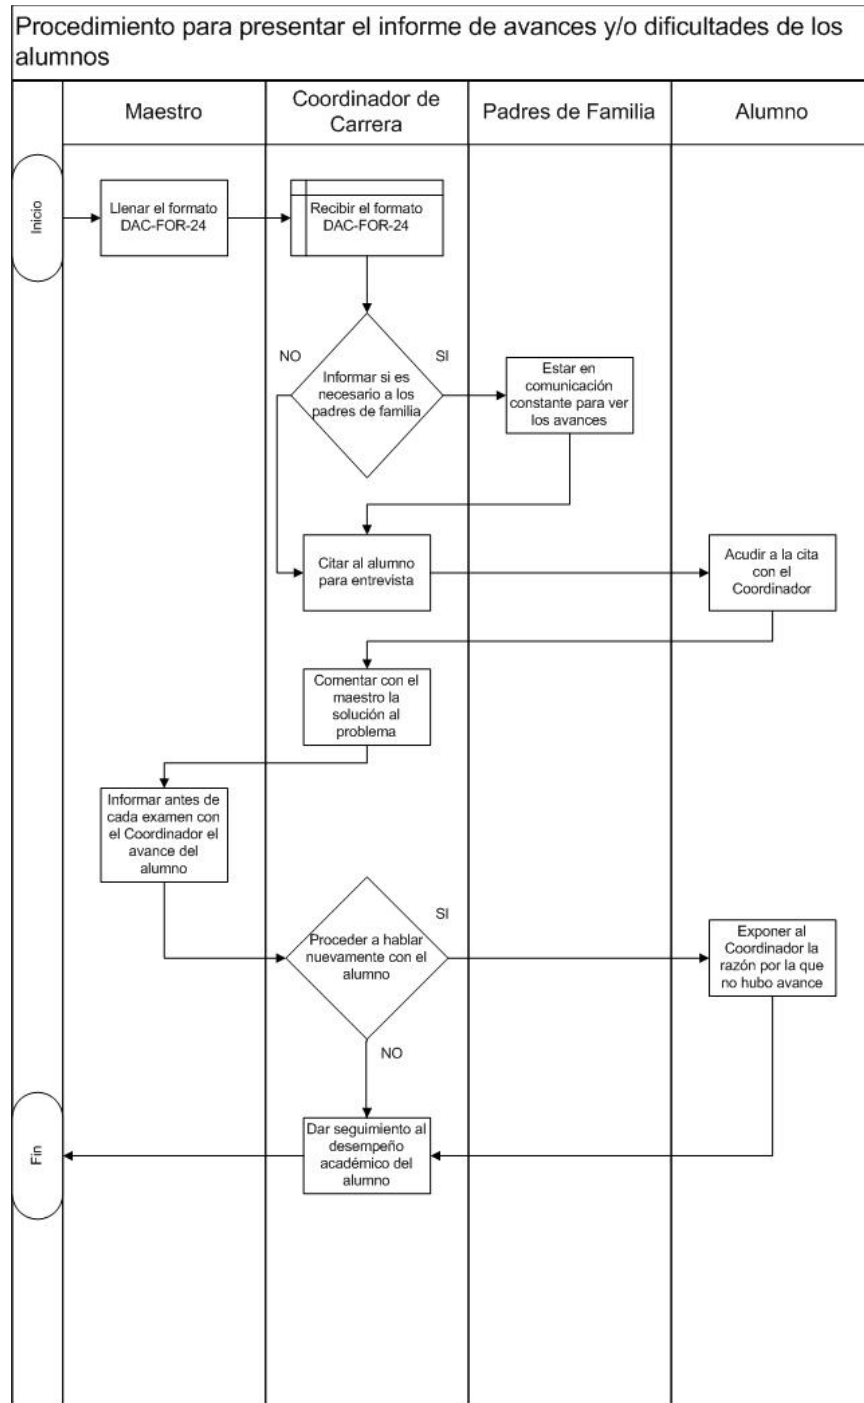 Procedimiento para presentar el informe de avances y/o dificultades de los
alumnos
Maestro
Coordinador de
Carrera
Padres de Familia
Alumno
Inicio
Llenar el formato
DAC-FOR-24
Recibir el formato
DAC-FOR-24
NO
SI
Informar si es
necesario a los
padres de familia
Estar en
comunicación
constante para ver
los avances
Citar al alumno
para entrevista
Acudir a la cita
con el
Coordinador
Comentar con el
maestro la
solución al
problema
Informar antes de
cada examen con
el Coordinador el
avance del
alumno
SI
Proceder a hablar
nuevamente con el
alumno
Exponer al
Coordinador la
razón por la que
no hubo avance
NO
Dar seguimiento al
desempeño
académico del
alumno
Fin